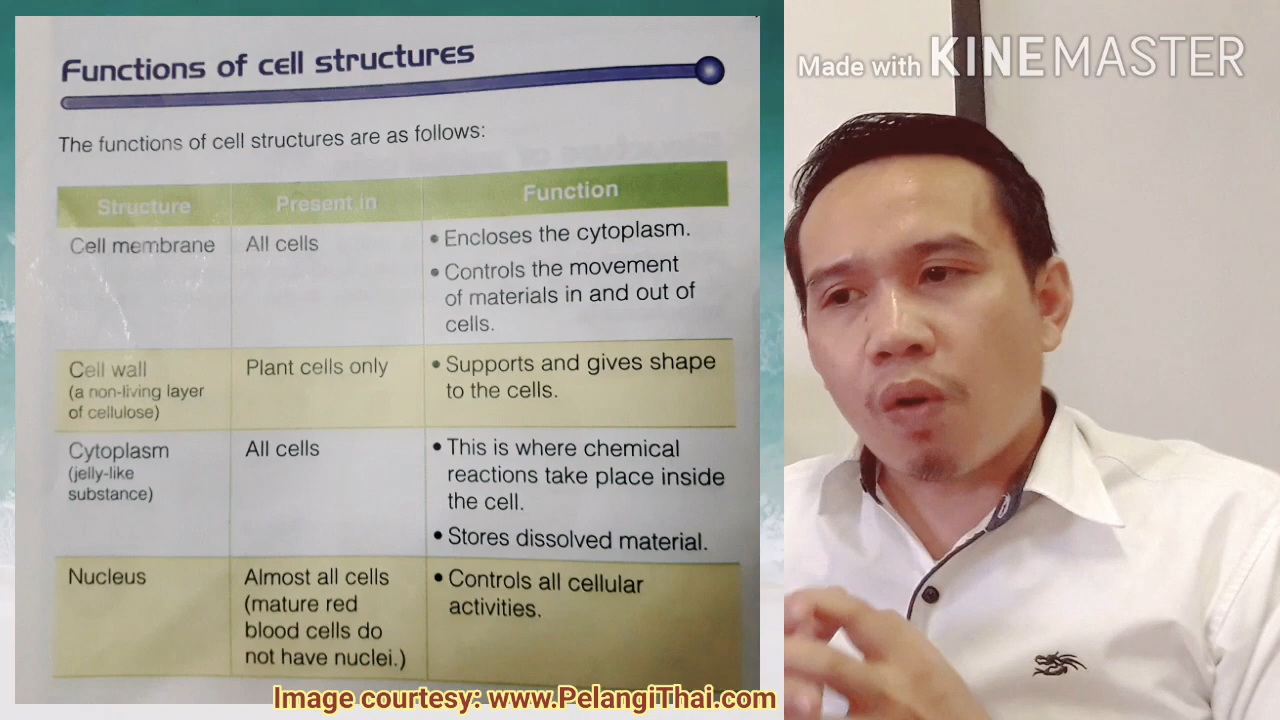 Functions of cell structures
The functions of cell structures are as follows:
Structure Present in Function
Cell membrane All cells • Encloses the cytoplasm.
• Controls the movement
of materials in and out of
cells.
Cell wall Plant cells only • Supports and gives shape
(a non-living layer to the cells.
of cellulose)
Cytoplasm All cells • This is where chemical
(jelly-like reactions take place inside
substance) the cell.
• Stores dissolved material.
Nucleus Almost all cells • Controls all cellular
(mature red activities.
blood cells do
not have nuclei.)
Image courtesy: www.PelangiThai.com
Made with KINEMASTER